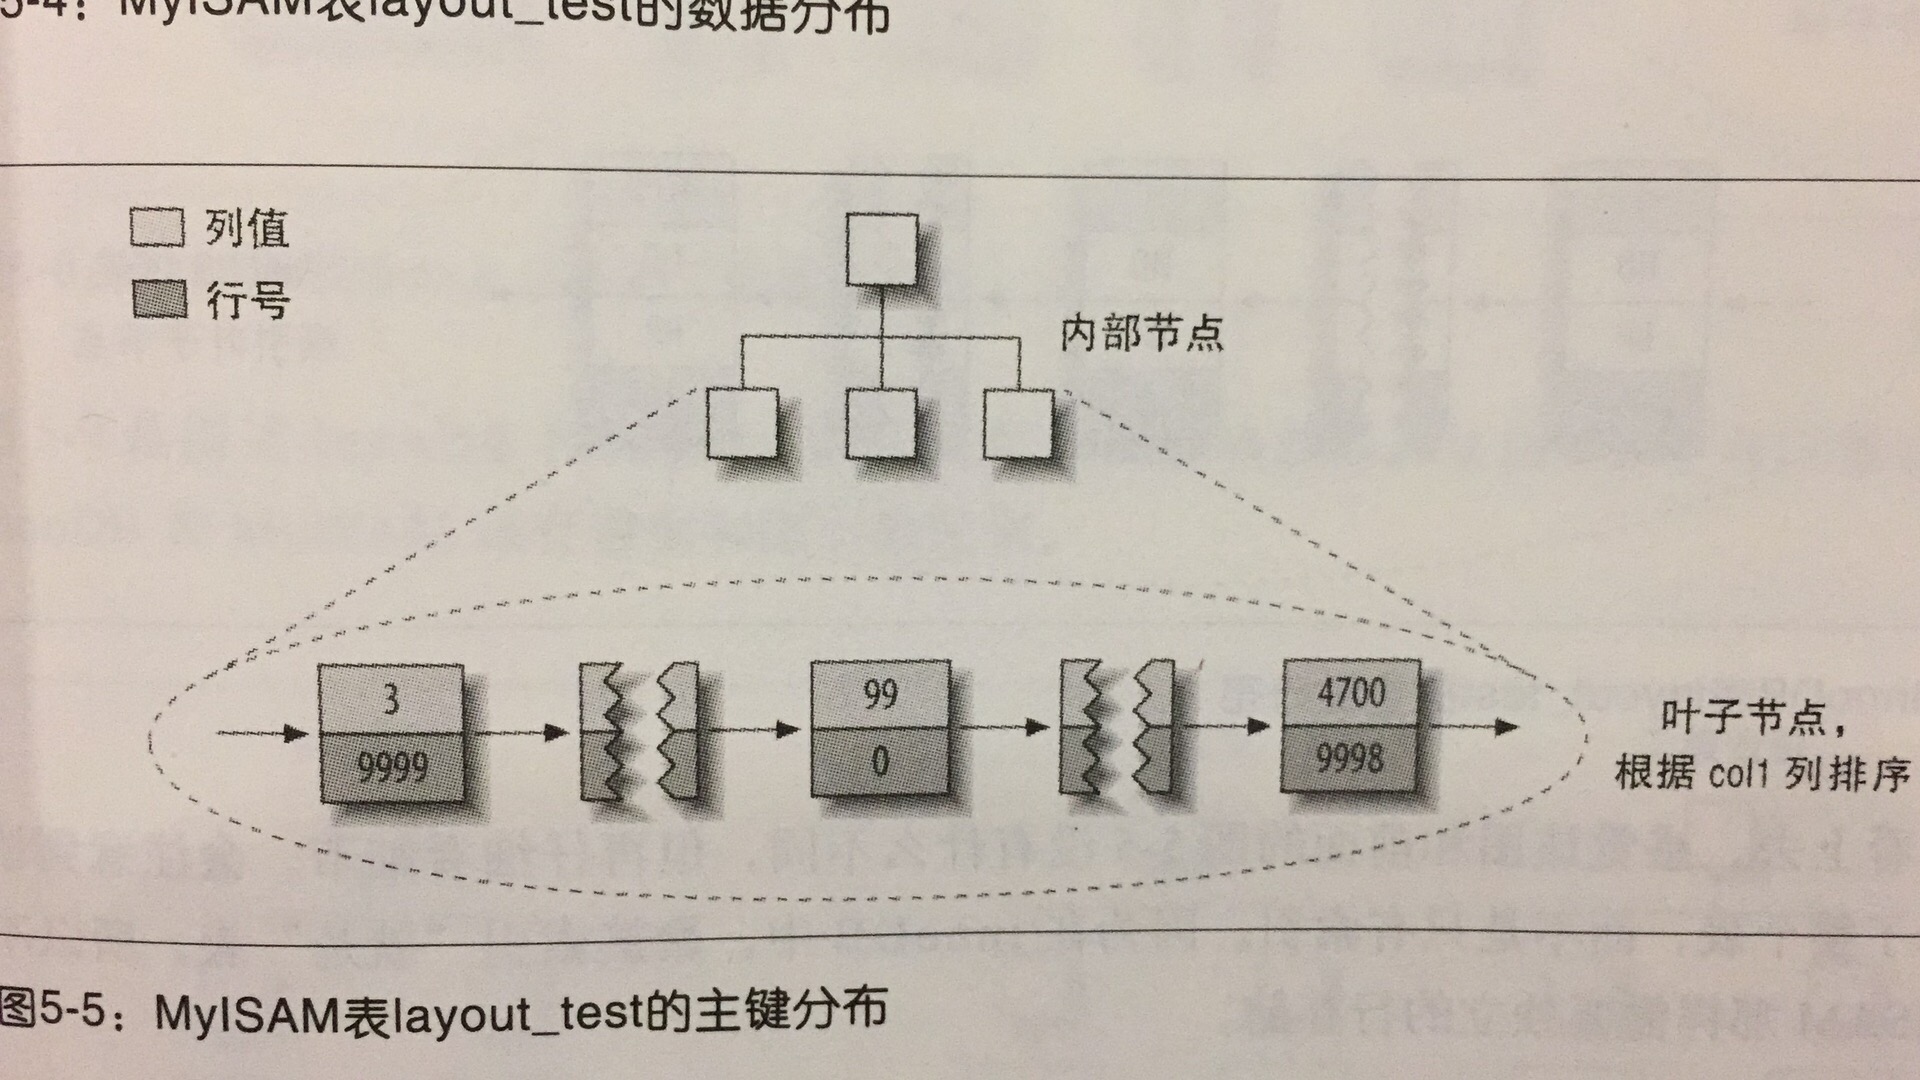 5-4：MyISAM表layout_test的数据分布
列值
行号
内部节点
3
9999
99
0
4700
9998
叶子节点，
根据 col1 列排序
图5-5：MyISAM表layout_test的主键分布